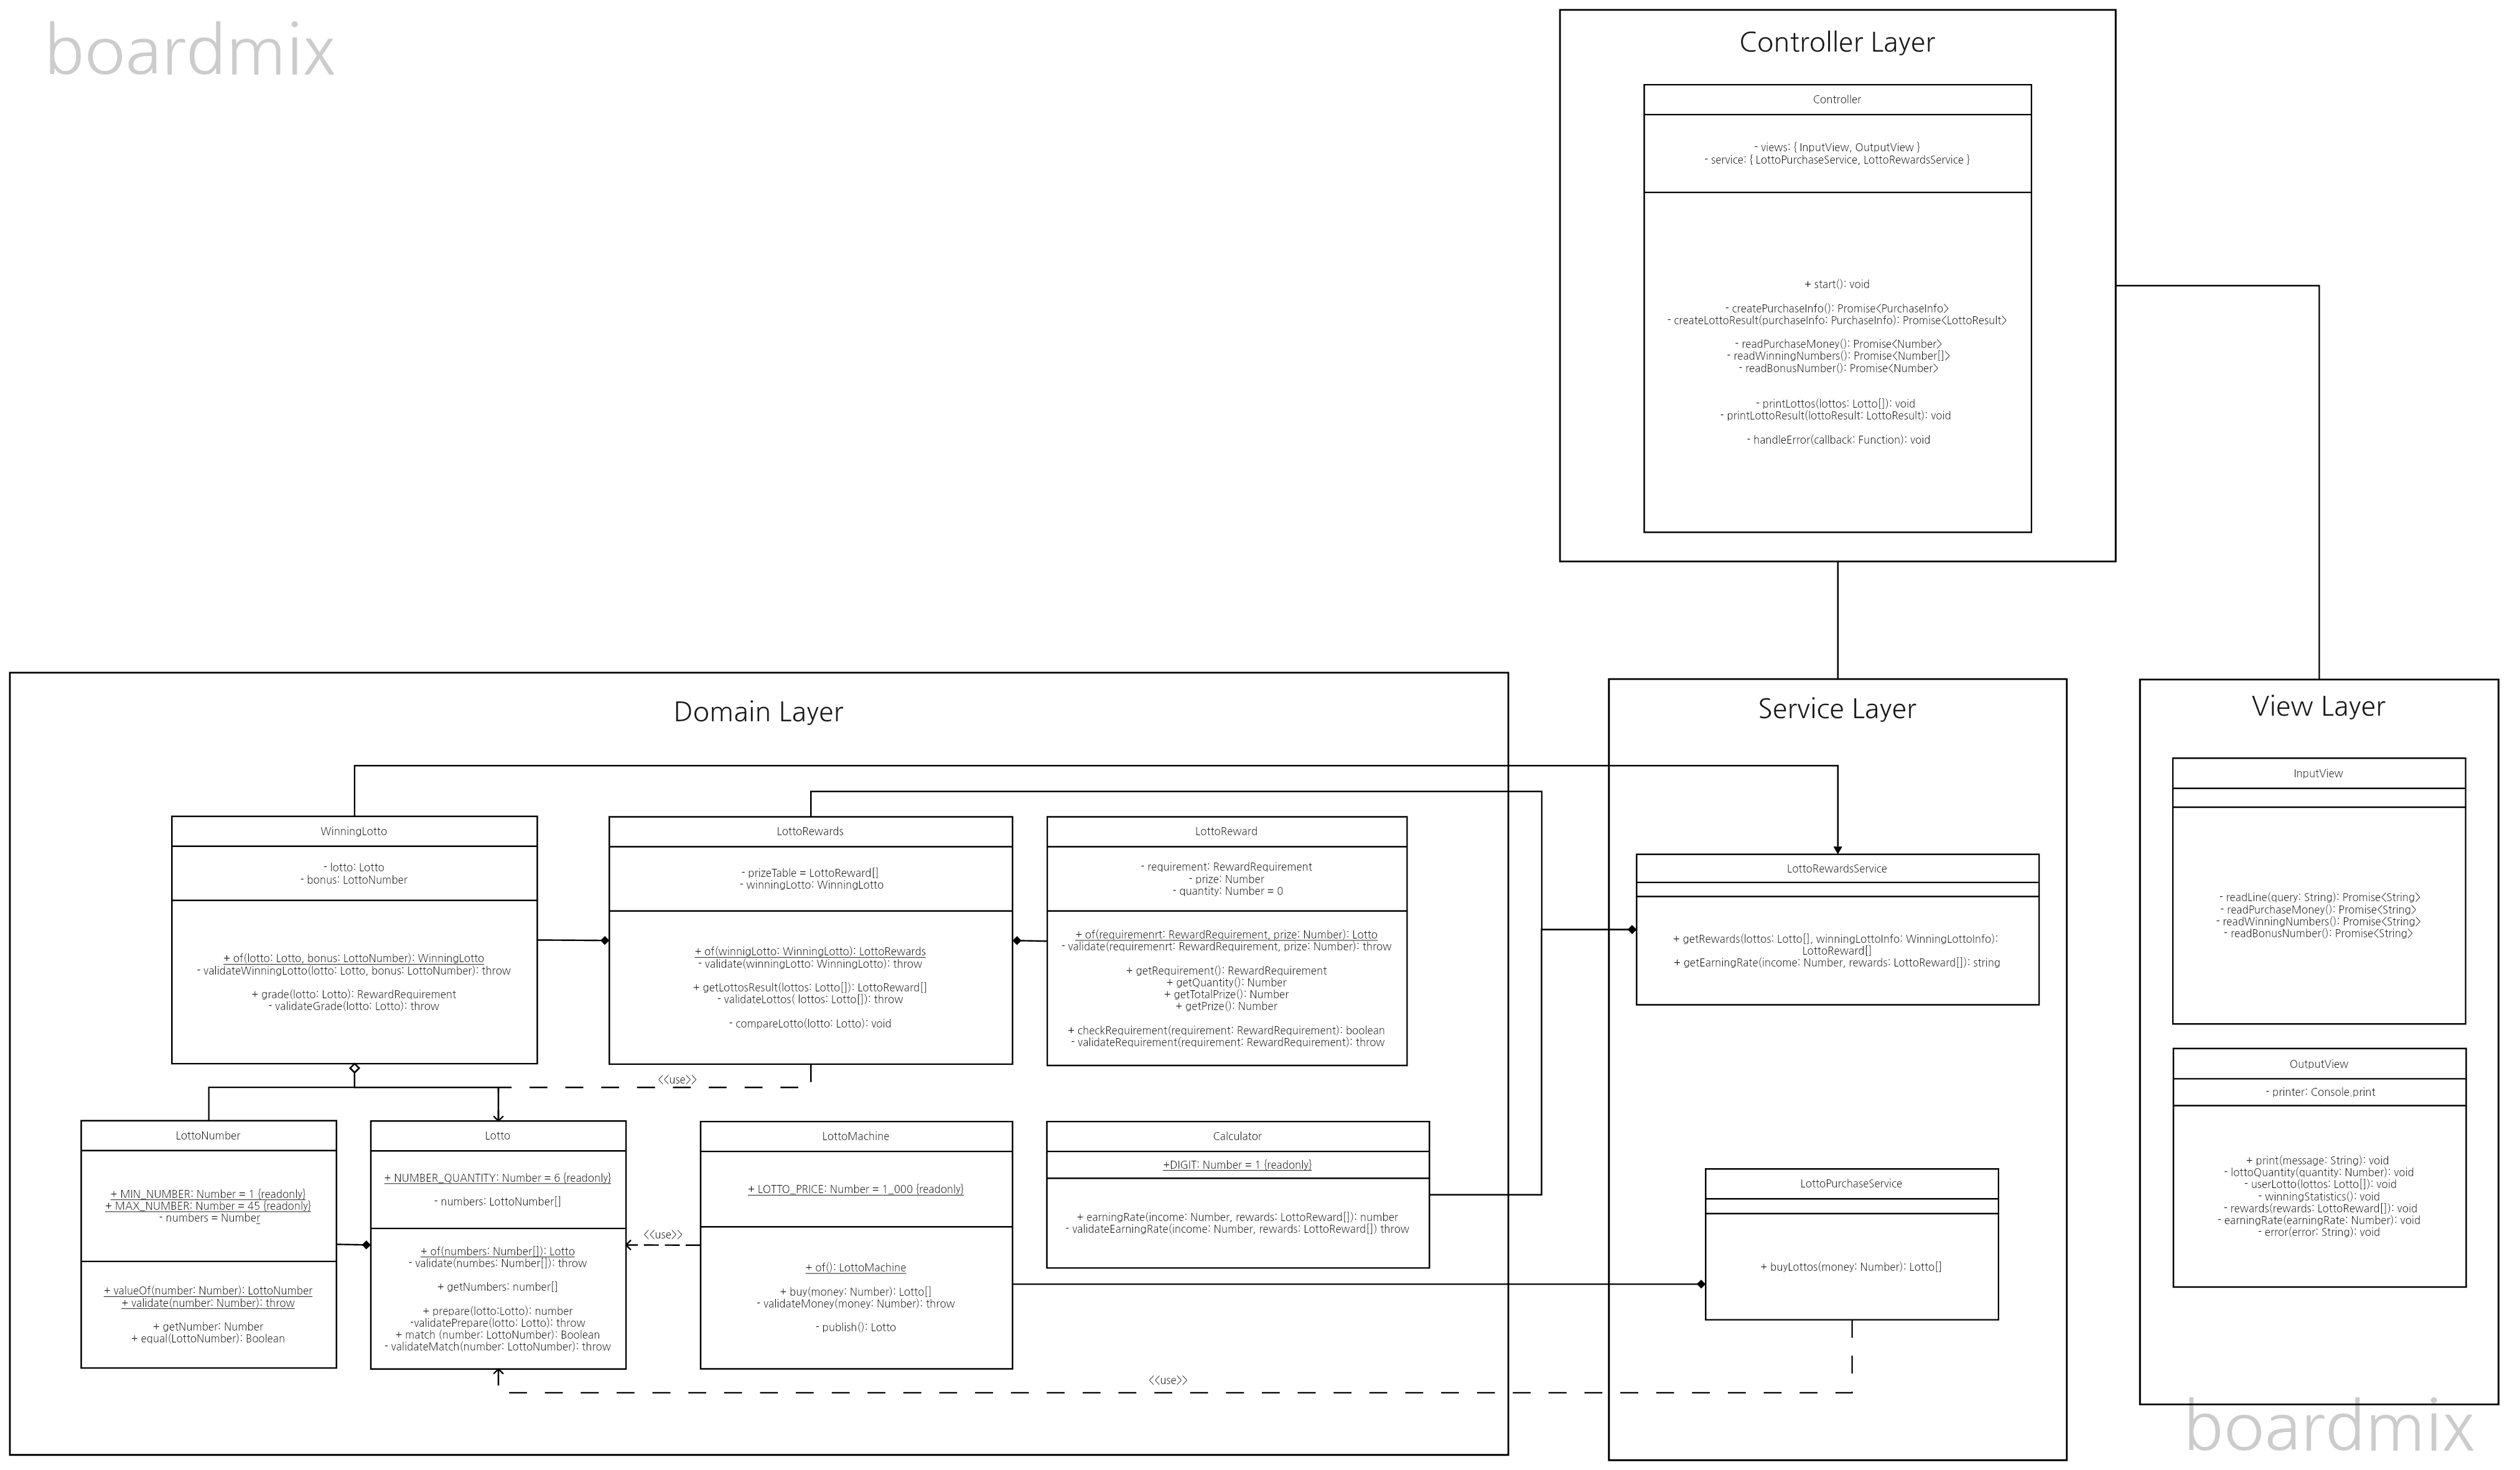 boardmix
Controller Layer
Controller
- views: { InputView, OutputView }
- service: { LottoPurchaseService, LottoRewardsService }
+ start(): void
- createPurchaseInfo(): Promise<PurchaseInfo>
- createLottoResult(purchaseInfo: PurchaseInfo): Promise<LottoResult>
- readPurchaseMoney(): Promise<Number>
- readWinningNumbers(): Promise<Number[]>
- readBonusNumber(): Promise<Number>
- printLottos(lottos: Lotto[]): void
- printLottoResult(lottoResult: LottoResult): void
- handleError(callback: Function): void
Domain Layer
WinningLotto
- lotto: Lotto
- bonus: LottoNumber
+ of(lotto: Lotto, bonus: LottoNumber): WinningLotto
- validateWinningLotto(lotto: Lotto, bonus: LottoNumber): throw
+ grade(lotto: Lotto): RewardRequirement
- validateGrade(lotto: Lotto): throw
LottoRewards
- prizeTable = LottoReward[]
- winningLotto: WinningLotto
+ of(winnigLotto: WinningLotto): LottoRewards
- validate(winningLotto: WinningLotto): throw
+ getLottosResult(lottos: Lotto[]): LottoReward[]
- validateLottos( lottos: Lotto[]): throw
- compareLotto(lotto: Lotto): void
LottoReward
- requirement: RewardRequirement
- prize: Number
- quantity: Number = 0
+ of(requiremenrt: RewardRequirement, prize: Number): Lotto
- validate(requiremenrt: RewardRequirement, prize: Number): throw
+ getRequirement(): RewardRequirement
+ getQuantity(): Number
+ getTotalPrize(): Number
+ getPrize(): Number
+ checkRequirement(requirement: RewardRequirement): boolean
- validateRequirement(requirement: RewardRequirement): throw
<<use>>
LottoNumber
+ MIN_NUMBER: Number = 1 {readonly}
+ MAX_NUMBER: Number = 45 {readonly}
- numbers = Number
+ valueOf(number: Number): LottoNumber
+ validate(number: Number): throw
+ getNumber: Number
+ equal(LottoNumber): Boolean
Lotto
+ NUMBER_QUANTITY: Number = 6 {readonly}
- numbers: LottoNumber[]
+ of(numbers: Number[]): Lotto
- validate(numbes: Number[]): throw
+ getNumbers: number[]
+ prepare(lotto:Lotto): number
-validatePrepare(lotto: Lotto): throw
+ match (number: LottoNumber): Boolean
- validateMatch(number: LottoNumber): throw
<<use>>
LottoMachine
+ LOTTO_PRICE: Number = 1_000 {readonly}
+ of(): LottoMachine
+ buy(money: Number): Lotto[]
- validateMoney(money: Number): throw
- publish(): Lotto
Calculator
+DIGIT: Number = 1 {readonly}
+ earningRate(income: Number, rewards: LottoReward[]): number
- validateEarningRate(income: Number, rewards: LottoReward[]) throw
<<use>>
Service Layer
LottoRewardsService
+ getRewards(lottos: Lotto[], winningLottoInfo: WinningLottoInfo):
LottoReward[]
+ getEarningRate(income: Number, rewards: LottoReward[]): string
LottoPurchaseService
+ buyLottos(money: Number): Lotto[]
View Layer
InputView
- readLine(query: String): Promise<String>
- readPurchaseMoney(): Promise<String>
- readWinningNumbers(): Promise<String>
- readBonusNumber(): Promise<String>
OutputView
- printer: Console.print
+ print(message: String): void
- lottoQuantity(quantity: Number): void
- userLotto(lottos: Lotto[]): void
- winningStatistics(): void
- rewards(rewards: LottoReward[]): void
- earningRate(earningRate: Number): void
- error(error: String): void
boardmix